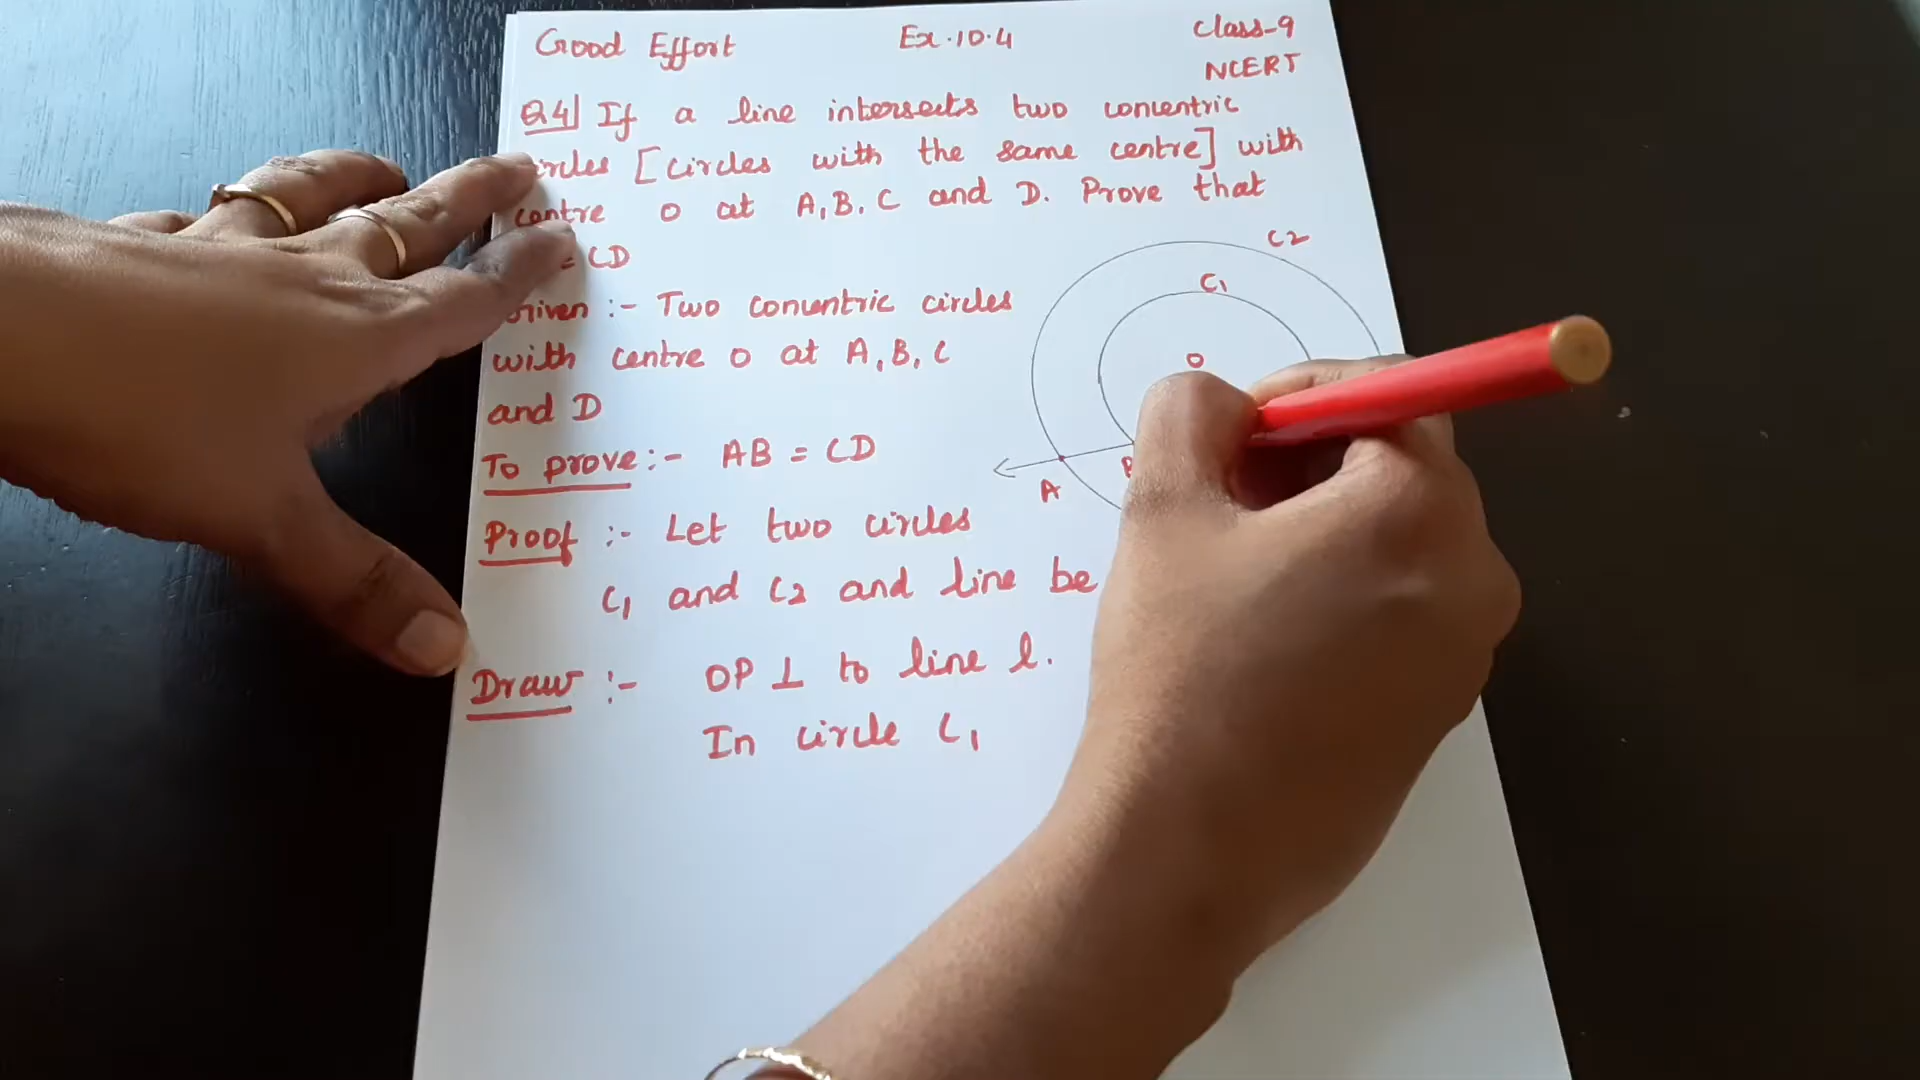 Good Effort Ex.10.4 Class-9
NCERT
Q4| If a line intersects two concentric
[circles with the same centre] with
centre O at A, B, C and D. Prove that
= CD
:- Two concentric circles
with centre O at A, B, C
and D
To prove :- AB = CD
Proof :- Let two circles
C1 and C2 and line be
Draw :- OP ⊥ to line l.
In circle C1
C2
C1
O
A